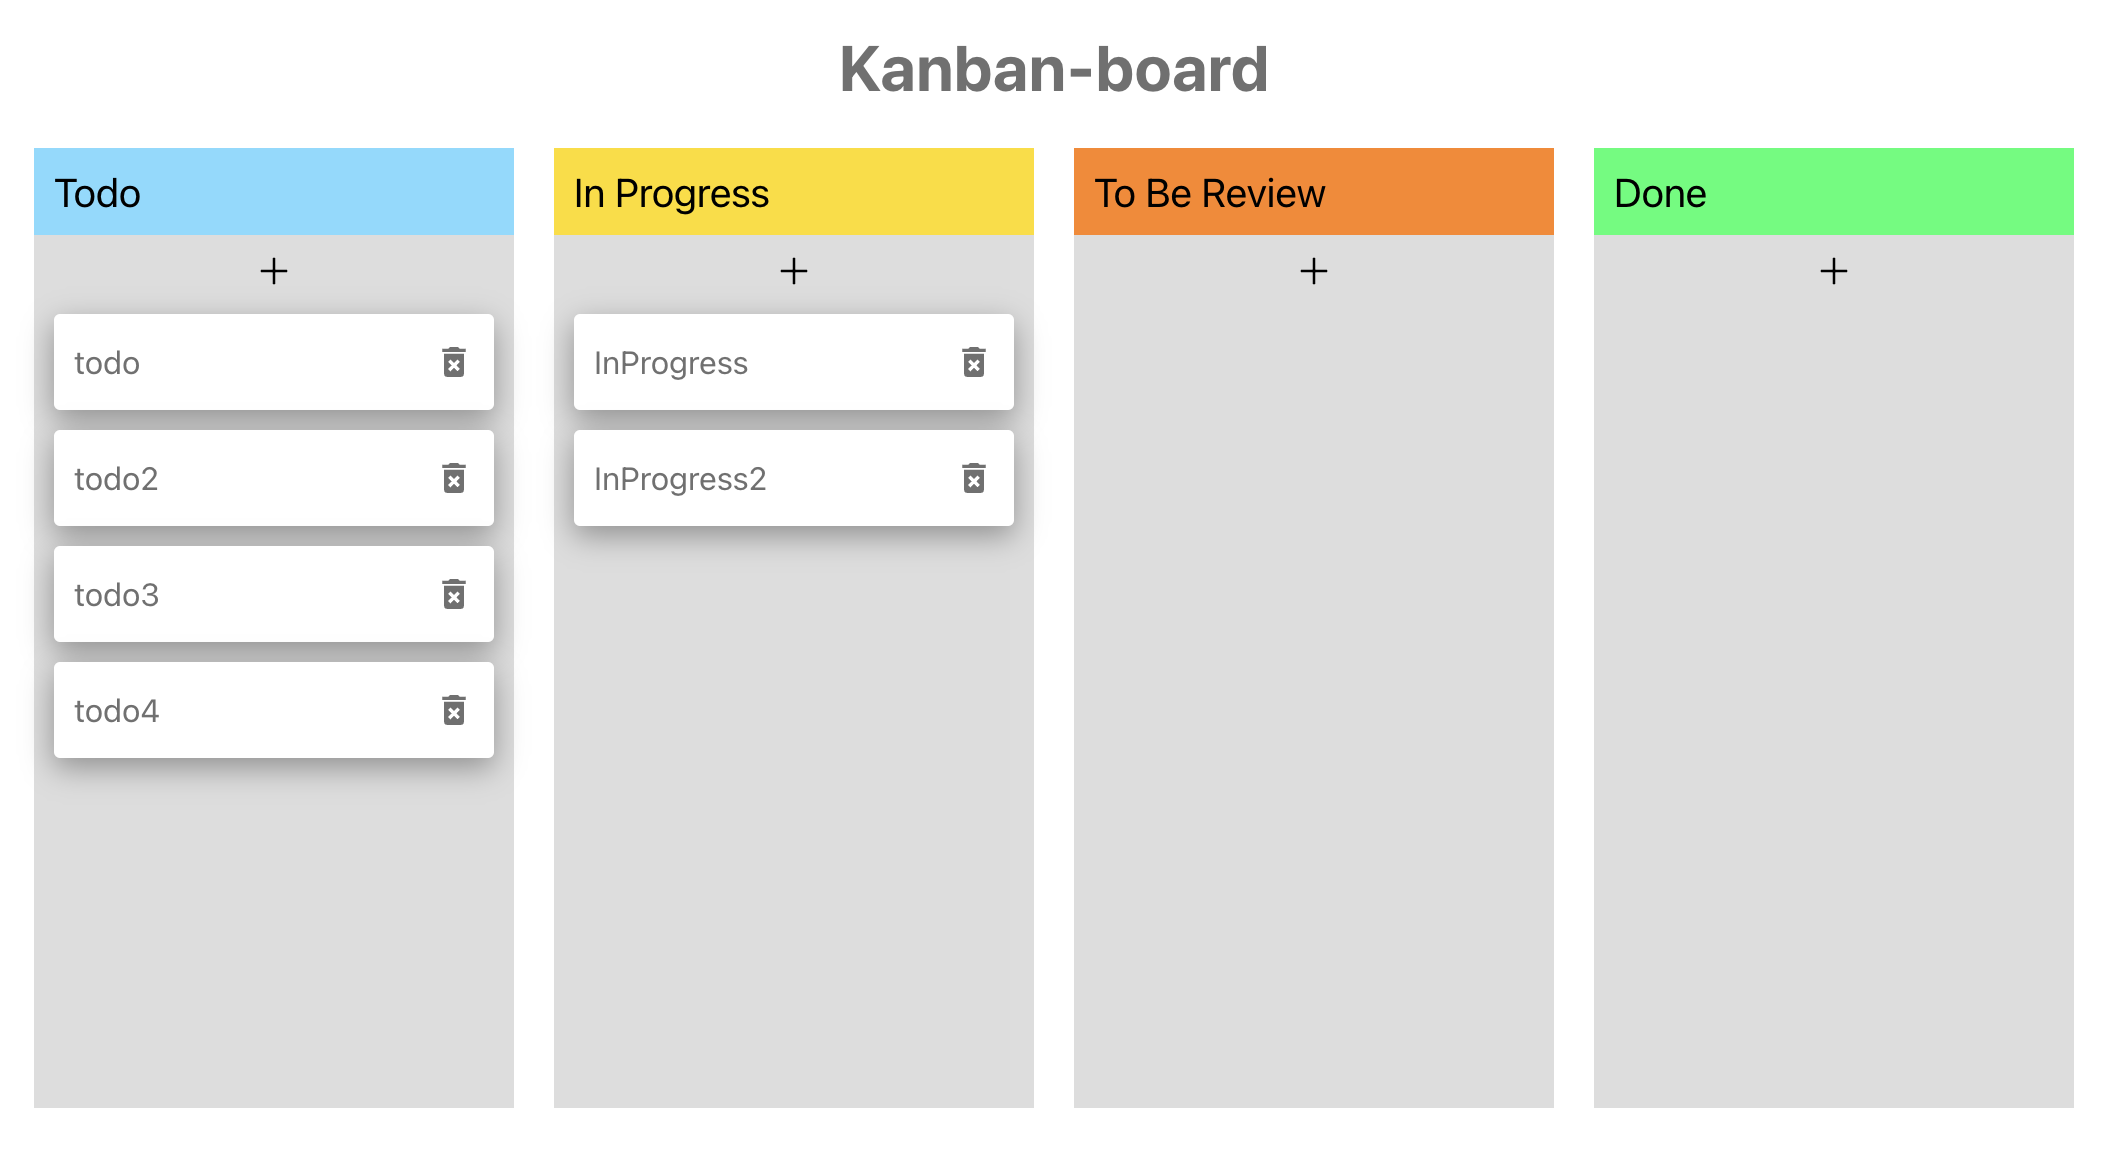 Kanban-board
Todo
todo
todo2
todo3
todo4
In Progress
InProgress
InProgress2
To Be Review
Done